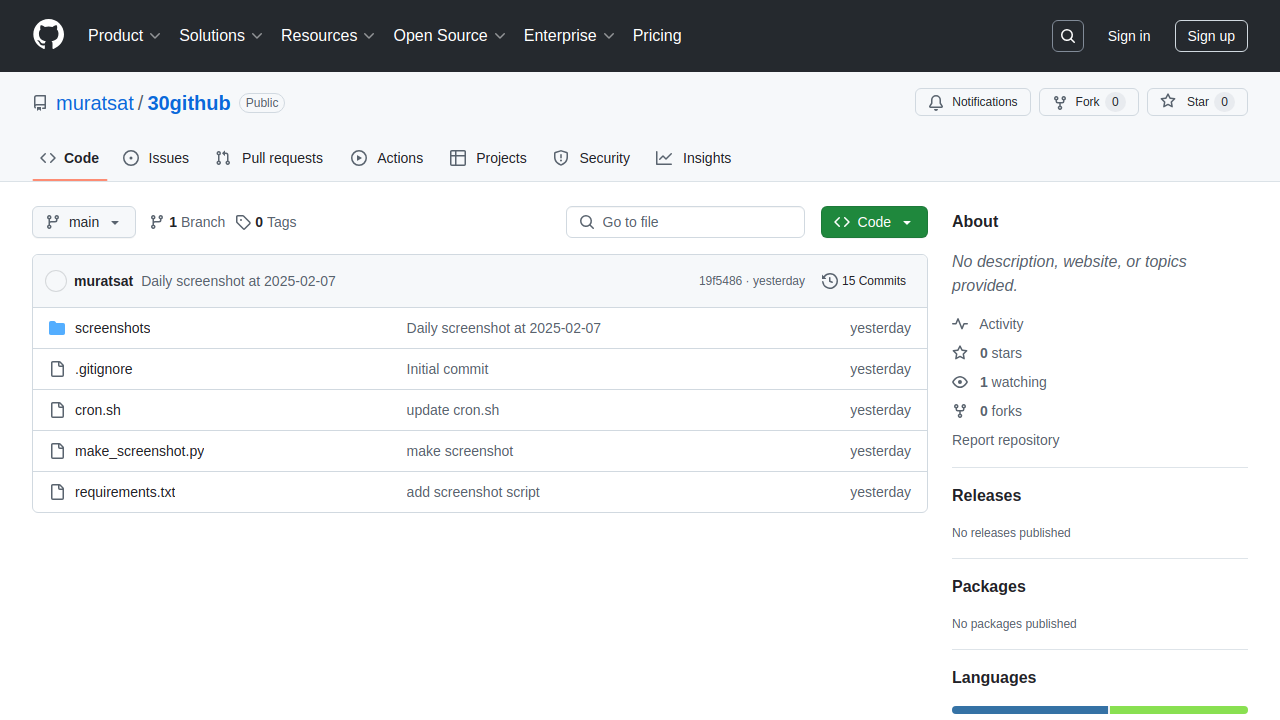 Product Solutions Resources Open Source Enterprise Pricing Sign in Sign up
muratsat / 30github Public Notifications Fork 0 Star 0
Code Issues Pull requests Actions Projects Security Insights
main 1 Branch 0 Tags Go to file Code
muratsat Daily screenshot at 2025-02-07 19f5486 · yesterday 15 Commits
screenshots Daily screenshot at 2025-02-07 yesterday
.gitignore Initial commit yesterday
cron.sh update cron.sh yesterday
make_screenshot.py make screenshot yesterday
requirements.txt add screenshot script yesterday
About
No description, website, or topics
provided.
Activity
0 stars
1 watching
0 forks
Report repository
Releases
No releases published
Packages
No packages published
Languages